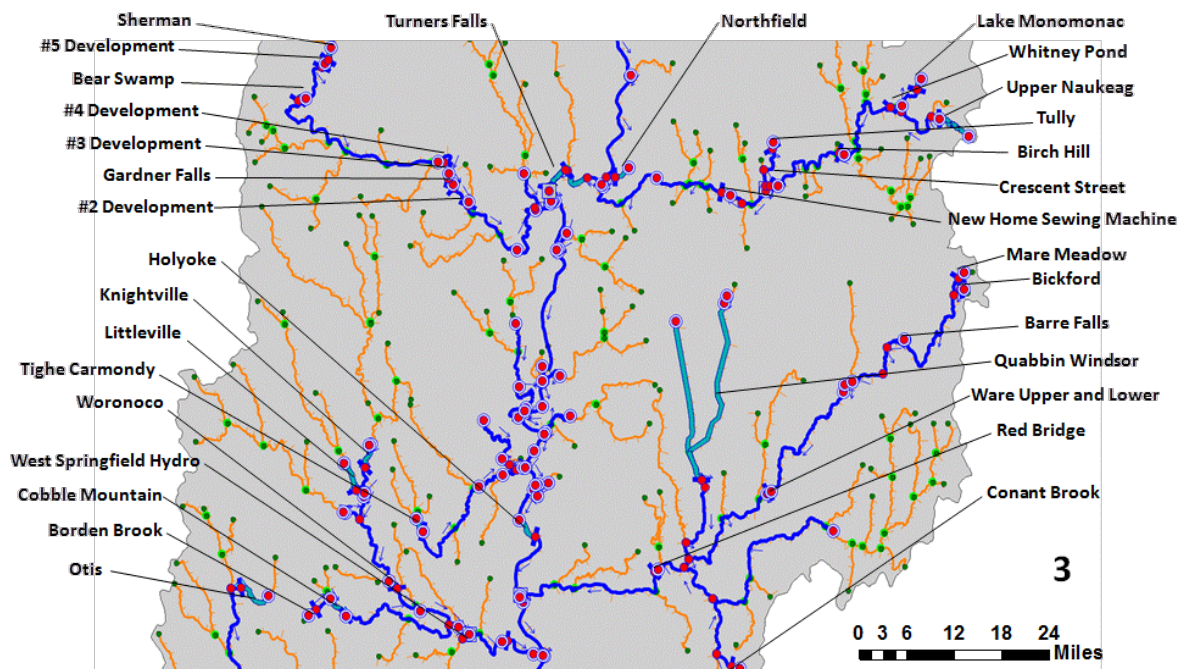 Sherman
#5 Development
Bear Swamp
#4 Development
#3 Development
Gardner Falls
#2 Development
Holyoke
Knightville
Littleville
Tighe Carmondy
Woronoco
West Springfield Hydro
Cobble Mountain
Borden Brook
Otis
Turners Falls
Northfield
Lake Monomonac
Whitney Pond
Upper Naukeag
Tully
Birch Hill
Crescent Street
New Home Sewing Machine
Mare Meadow
Bickford
Barre Falls
Quabbin Windsor
Ware Upper and Lower
Red Bridge
Conant Brook
3
0 3 6 12 18 24
Miles